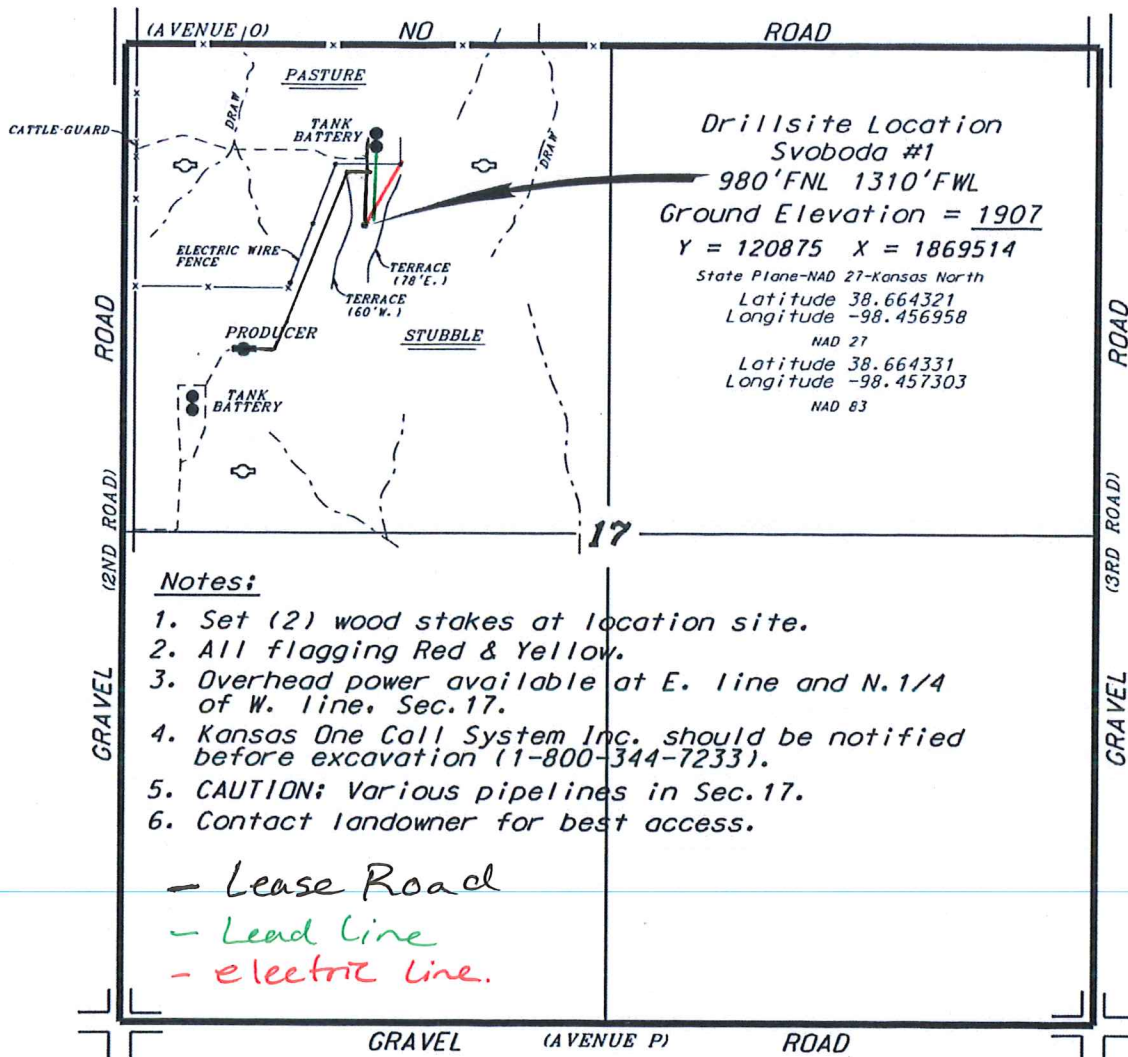 (AVENUE O) NO ROAD
PASTURE
DRAW
CATTLE-GUARD
TANK
BATTERY
DRAW
ELECTRIC WIRE
FENCE
TERRACE
(78'E.)
TERRACE
(60'W.)
PRODUCER
STUBBLE
TANK
BATTERY
Drillsite Location
Svoboda #1
980'FNL 1310'FWL
Ground Elevation = 1907
Y = 120875 X = 1869514
State Plane-NAD 27-Kansas North
Latitude 38.664321
Longitude -98.456958
NAD 27
Latitude 38.664331
Longitude -98.457303
NAD 83
GRAVEL (2ND ROAD) ROAD
GRAVEL (3RD ROAD) ROAD
17
Notes:
1. Set (2) wood stakes at location site.
2. All flagging Red & Yellow.
3. Overhead power available at E. line and N.1/4
of W. line, Sec.17.
4. Kansas One Call System Inc. should be notified
before excavation (1-800-344-7233).
5. CAUTION: Various pipelines in Sec.17.
6. Contact landowner for best access.
- Lease Road
- Lead Line
- electric Line.
GRAVEL (AVENUE P) ROAD